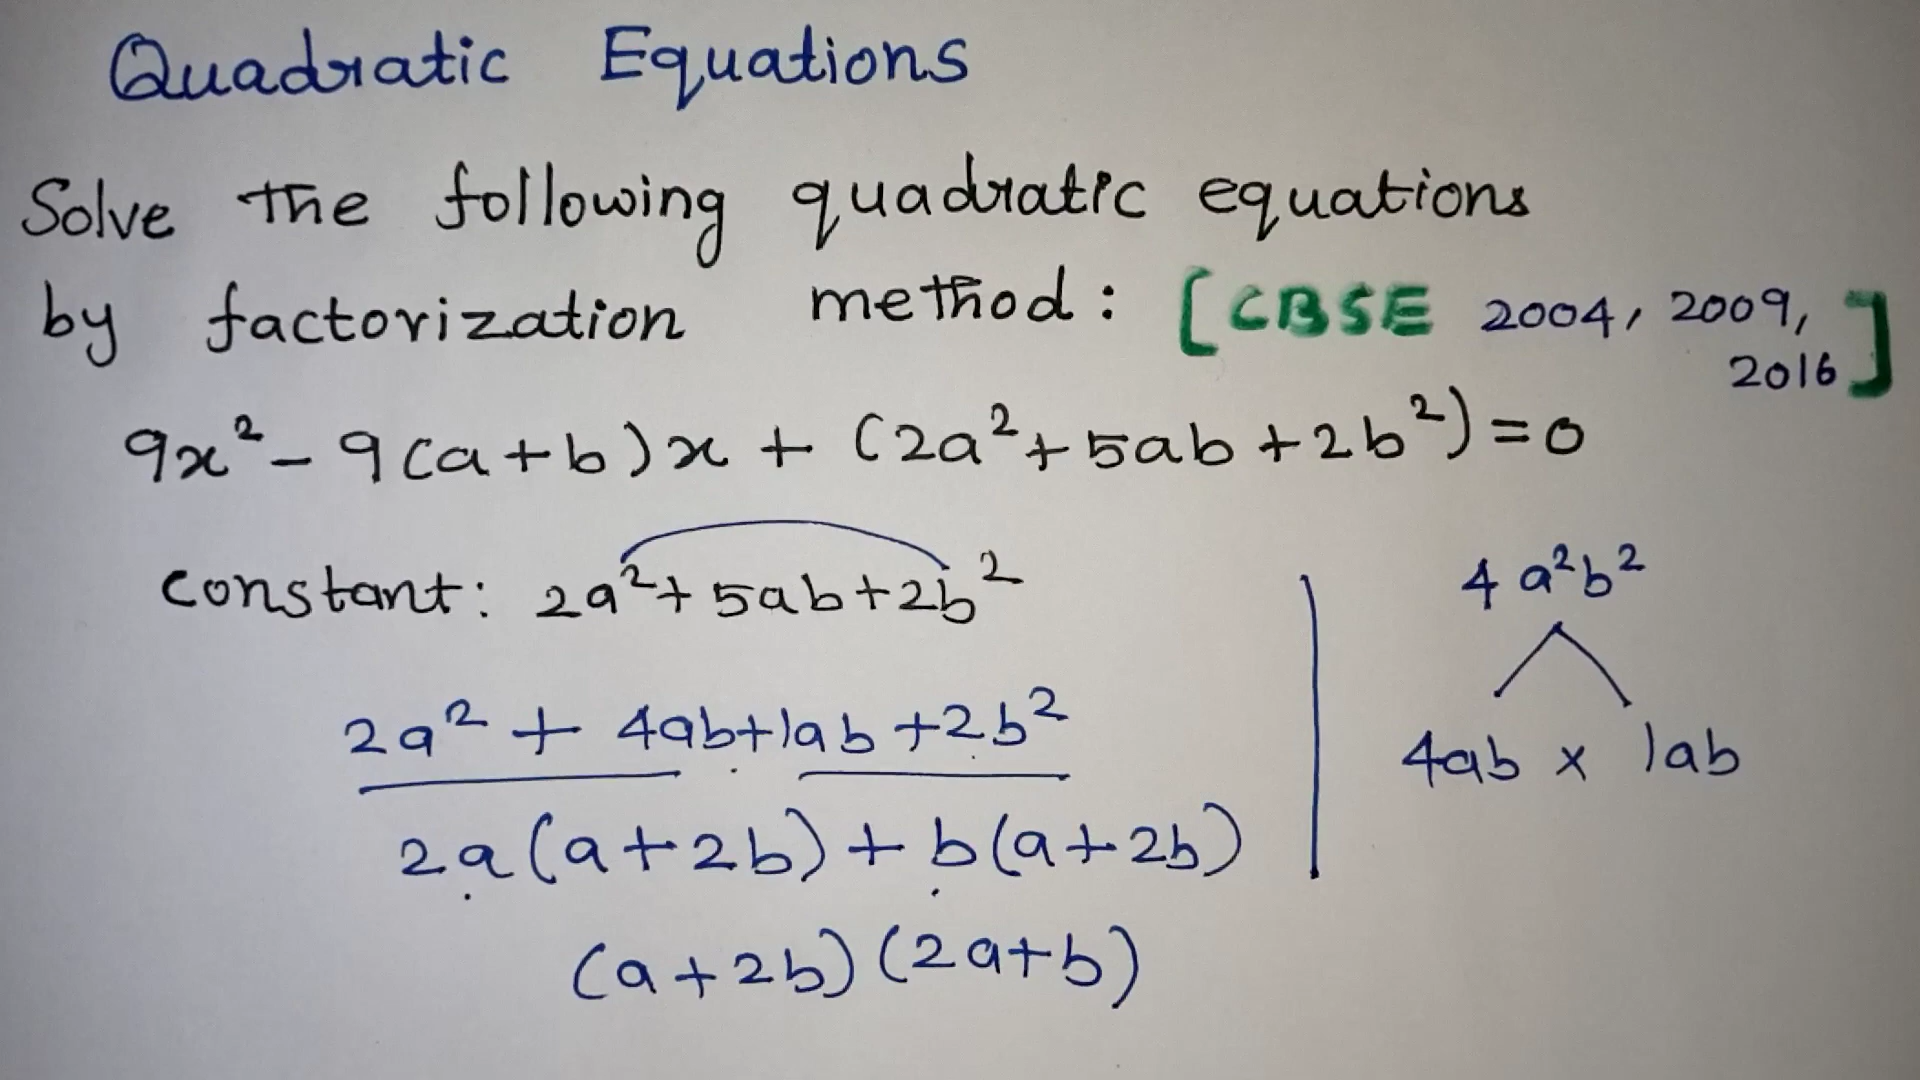 Quadratic Equations
Solve the following quadratic equations
by factorization method: [CBSE 2004, 2009,
2016]
9x² - 9(a+b)x + (2a²+5ab+2b²)=0
constant: 2a²+5ab+2b²
4a²b²
2a² + 4ab+1ab+2b²
4ab x 1ab
2a(a+2b)+b(a+2b)
(a+2b)(2a+b)